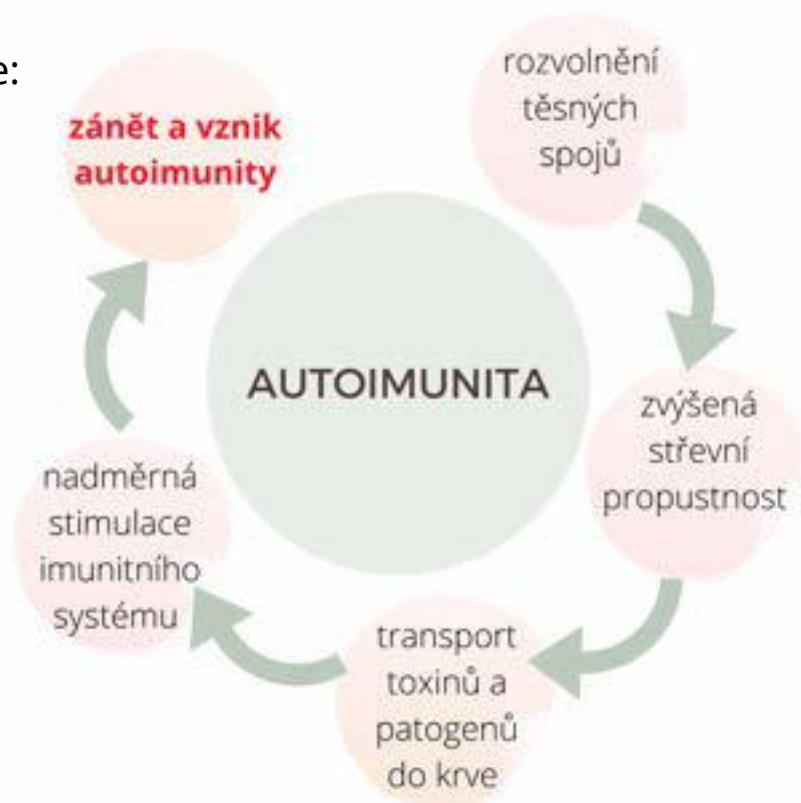 e:
rozvolnění
těsných
spojů
zvýšená
střevní
propustnost
transport
toxinů a
patogenů
do krve
nadměrná
stimulace
imunitního
systému
zánět a vznik
autoimunity
AUTOIMUNITA